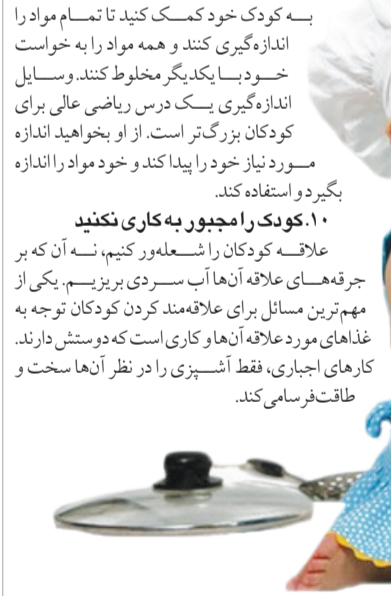 به کودک خود کمک کنید تا تمام مواد را
اندازه‌گیری کنند و همه مواد را به خواست
خود با یکدیگر مخلوط کنند. وسایل
اندازه‌گیری یک درس ریاضی عالی برای
کودکان بزرگ‌تر است. از او بخواهید اندازه
مورد نیاز خود را پیدا کند و خود مواد را اندازه
بگیرد و استفاده کند.
۱۰. کودک را مجبور به کاری نکنید
علاقه کودکان را شعله‌ور کنیم، نه آن که بر
جرقه‌های علاقه آن‌ها آب سردی بریزیم. یکی از
مهم‌ترین مسائل برای علاقه‌مند کردن کودکان توجه به
غذاهای مورد علاقه آن‌ها و کاری است که دوستش دارند.
کارهای اجباری، فقط آشپزی را در نظر آن‌ها سخت و
طاقت‌فرسا می‌کند.